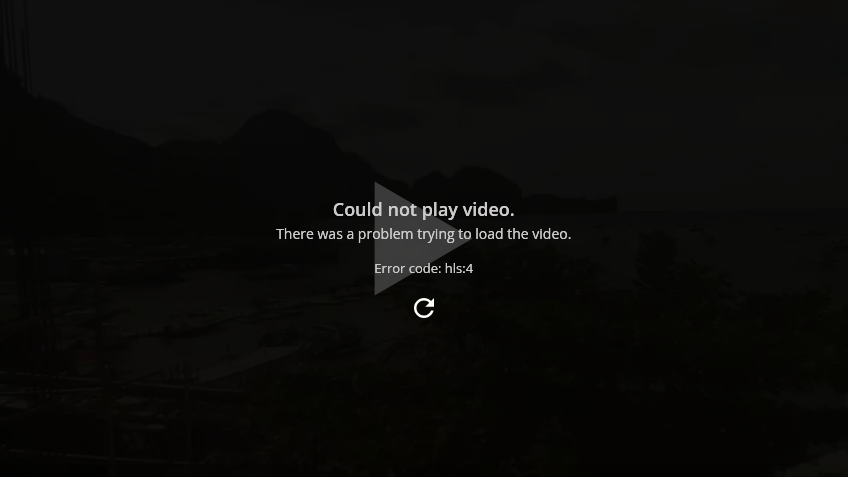 Could not play video.
There was a problem trying to load the video.
Error code: hls:4